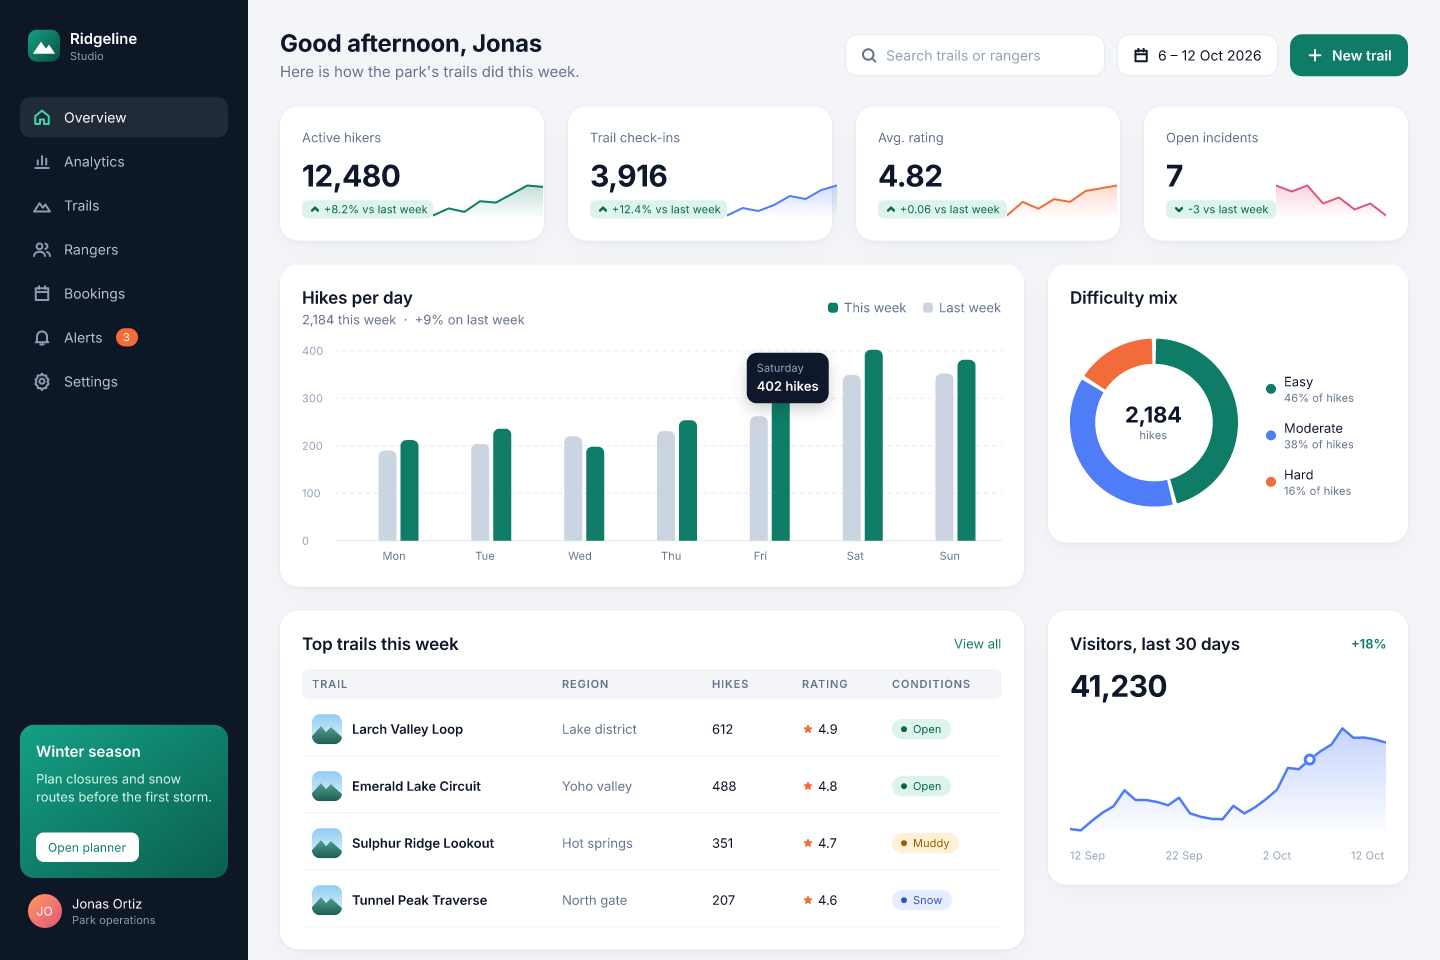 Ridgeline
Studio
Overview
Analytics
Trails
Rangers
Bookings
Alerts 3
Settings
Winter season
Plan closures and snow
routes before the first storm.
Open planner
JO
Jonas Ortiz
Park operations
Good afternoon, Jonas
Here is how the park's trails did this week.
Search trails or rangers
6 – 12 Oct 2026
New trail
Active hikers
12,480
+8.2% vs last week
Trail check-ins
3,916
+12.4% vs last week
Avg. rating
4.82
+0.06 vs last week
Open incidents
7
-3 vs last week
Hikes per day
2,184 this week · +9% on last week
This week
Last week
400
300
200
100
0
Saturday
402 hikes
Mon Tue Wed Thu Fri Sat Sun
Difficulty mix
2,184
hikes
Easy
46% of hikes
Moderate
38% of hikes
Hard
16% of hikes
Top trails this week
View all
TRAIL REGION HIKES RATING CONDITIONS
Larch Valley Loop Lake district 612 4.9 Open
Emerald Lake Circuit Yoho valley 488 4.8 Open
Sulphur Ridge Lookout Hot springs 351 4.7 Muddy
Tunnel Peak Traverse North gate 207 4.6 Snow
Visitors, last 30 days
+18%
41,230
12 Sep 22 Sep 2 Oct 12 Oct